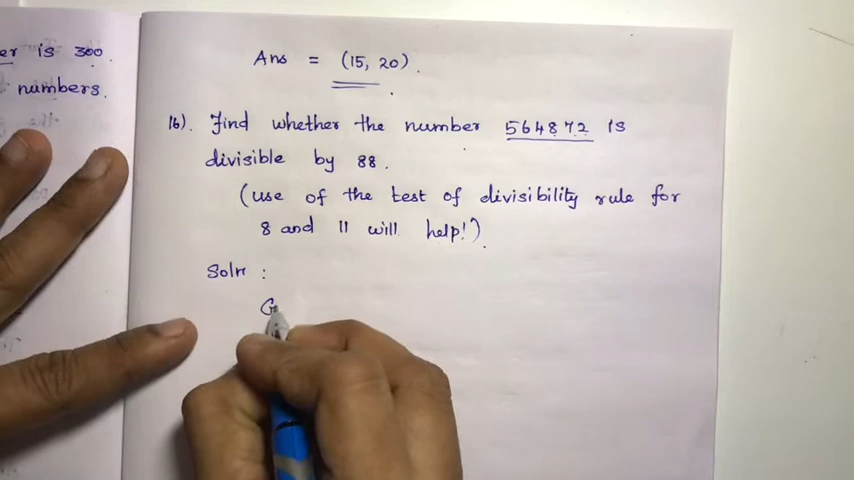 er is 300
numbers.
Ans = (15, 20).
16). Find whether the number 564872 is
divisible by 88.
(use of the test of divisibility rule for
8 and 11 will help!).
Soln :
G